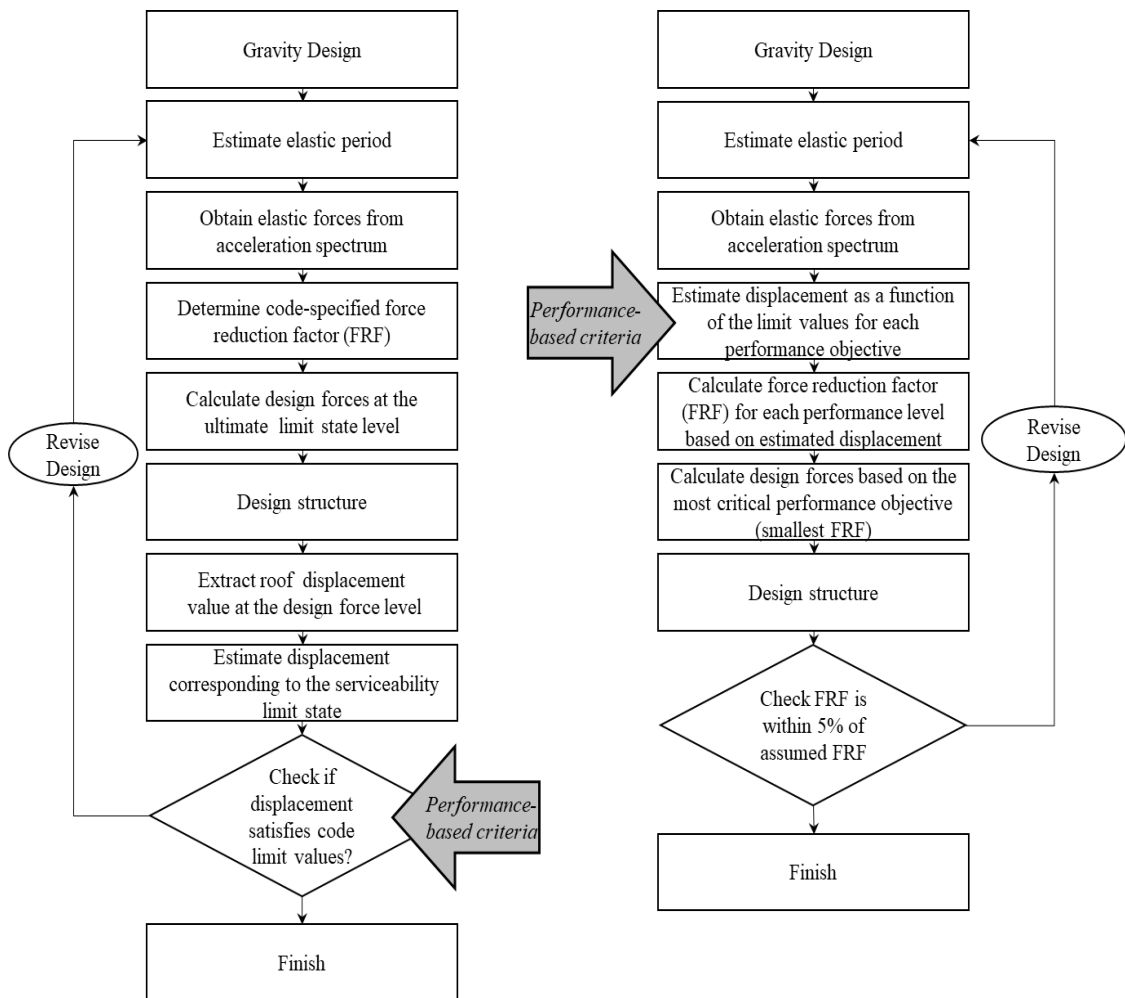 Gravity Design
Estimate elastic period
Obtain elastic forces from
acceleration spectrum
Determine code-specified force
reduction factor (FRF)
Calculate design forces at the
ultimate limit state level
Revise
Design
Design structure
Extract roof displacement
value at the design force level
Estimate displacement
corresponding to the serviceability
limit state
Check if
displacement
satisfies code
limit values?
Performance-
based criteria
Finish
Gravity Design
Estimate elastic period
Obtain elastic forces from
acceleration spectrum
Performance-
based criteria
Estimate displacement as a function
of the limit values for each
performance objective
Calculate force reduction factor
(FRF) for each performance level
based on estimated displacement
Revise
Design
Calculate design forces based on the
most critical performance objective
(smallest FRF)
Design structure
Check FRF is
within 5% of
assumed FRF
Finish